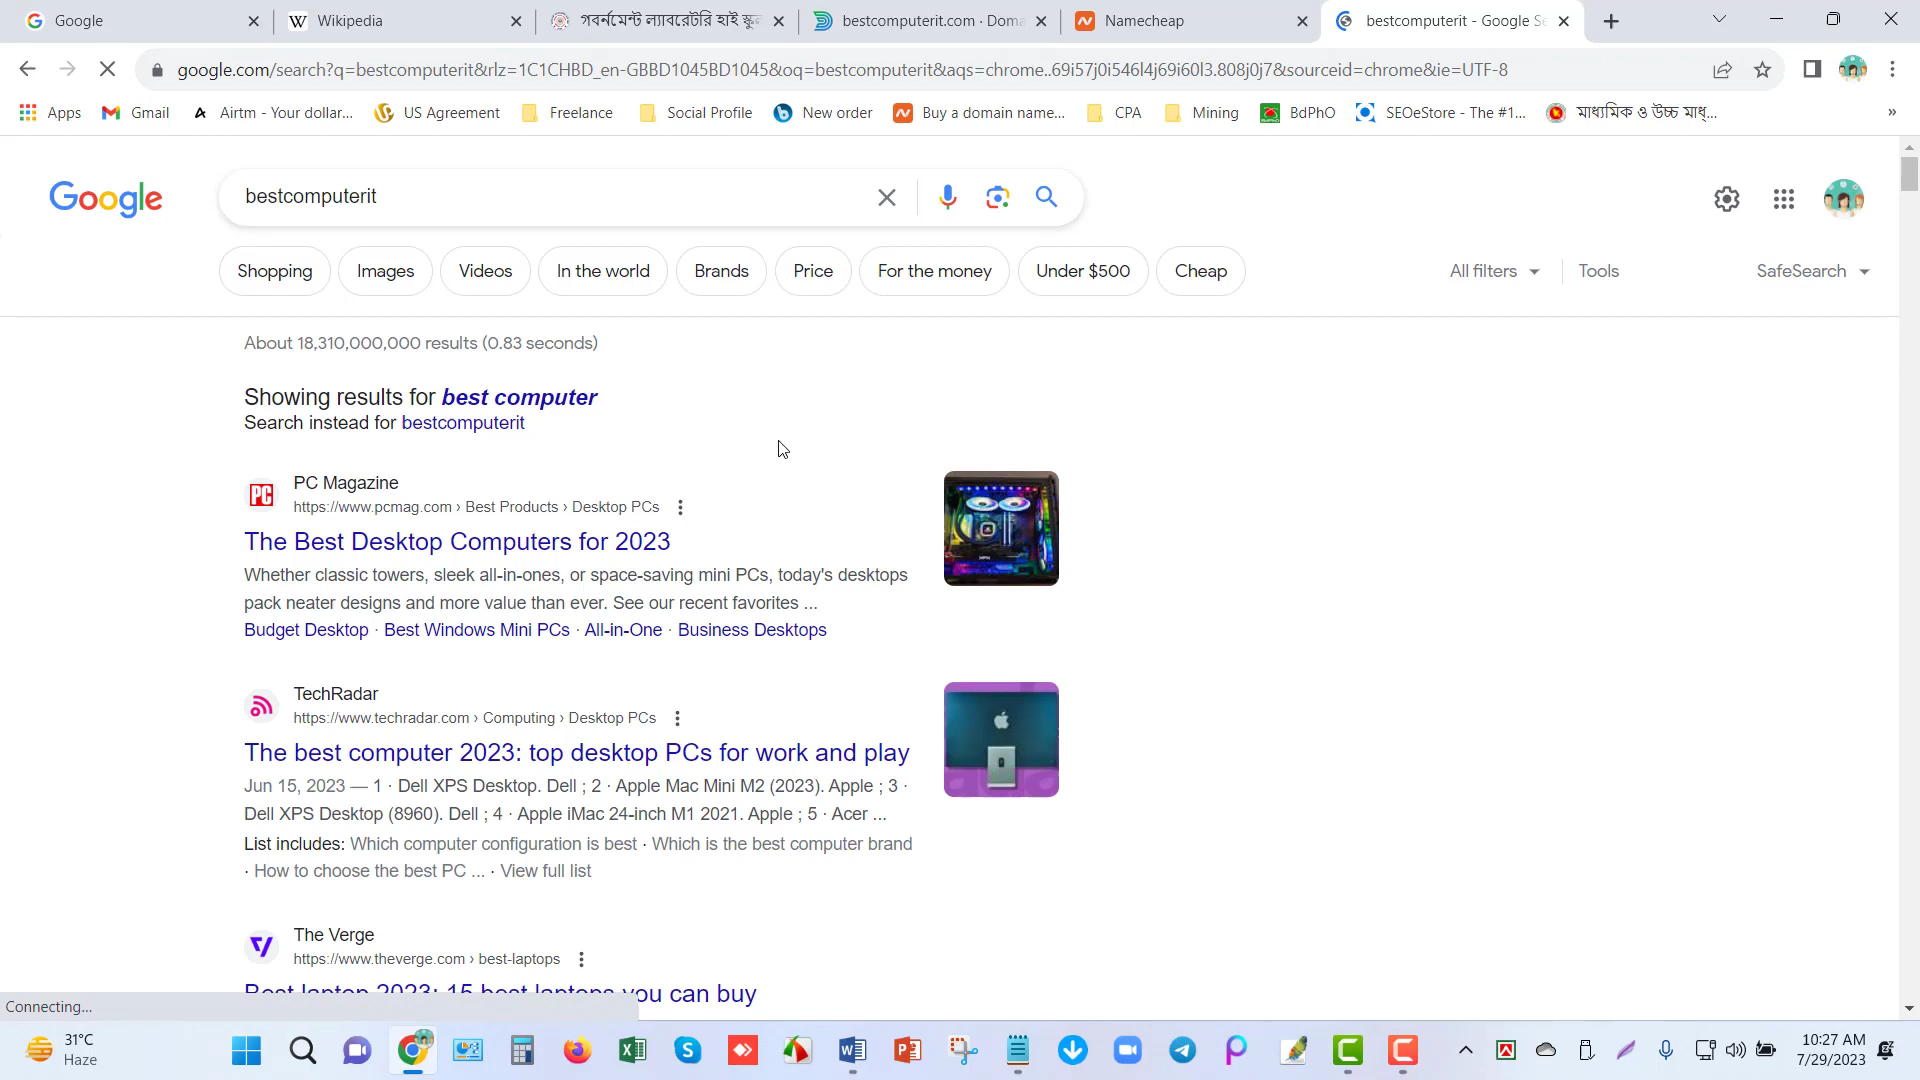 Google
Wikipedia
গবর্নমেন্ট ল্যাবরেটরি হাই স্কুল
bestcomputerit.com · Doma
Namecheap
bestcomputerit - Google Se
google.com/search?q=bestcomputerit&rlz=1C1CHBD_en-GBBD1045BD1045&oq=bestcomputerit&aqs=chrome..69i57j0i546l4j69i60l3.808j0j7&sourceid=chrome&ie=UTF-8
Apps
Gmail
Airtm - Your dollar...
US Agreement
Freelance
Social Profile
New order
Buy a domain name...
CPA
Mining
BdPhO
SEOeStore - The #1...
মাধ্যমিক ও উচ্চ মাধ্...
»
Google
bestcomputerit
Shopping
Images
Videos
In the world
Brands
Price
For the money
Under $500
Cheap
All filters
Tools
SafeSearch
About 18,310,000,000 results (0.83 seconds)
Showing results for best computer
Search instead for bestcomputerit
PC
PC Magazine
https://www.pcmag.com › Best Products › Desktop PCs
The Best Desktop Computers for 2023
Whether classic towers, sleek all-in-ones, or space-saving mini PCs, today's desktops
pack neater designs and more value than ever. See our recent favorites ...
Budget Desktop · Best Windows Mini PCs · All-in-One · Business Desktops
TechRadar
https://www.techradar.com › Computing › Desktop PCs
The best computer 2023: top desktop PCs for work and play
Jun 15, 2023 — 1 · Dell XPS Desktop. Dell ; 2 · Apple Mac Mini M2 (2023). Apple ; 3 ·
Dell XPS Desktop (8960). Dell ; 4 · Apple iMac 24-inch M1 2021. Apple ; 5 · Acer ...
List includes: Which computer configuration is best · Which is the best computer brand
· How to choose the best PC ... · View full list
The Verge
https://www.theverge.com › best-laptops
Best laptop 2023: 15 best laptops you can buy
Connecting...
31°C
Haze
10:27 AM
7/29/2023